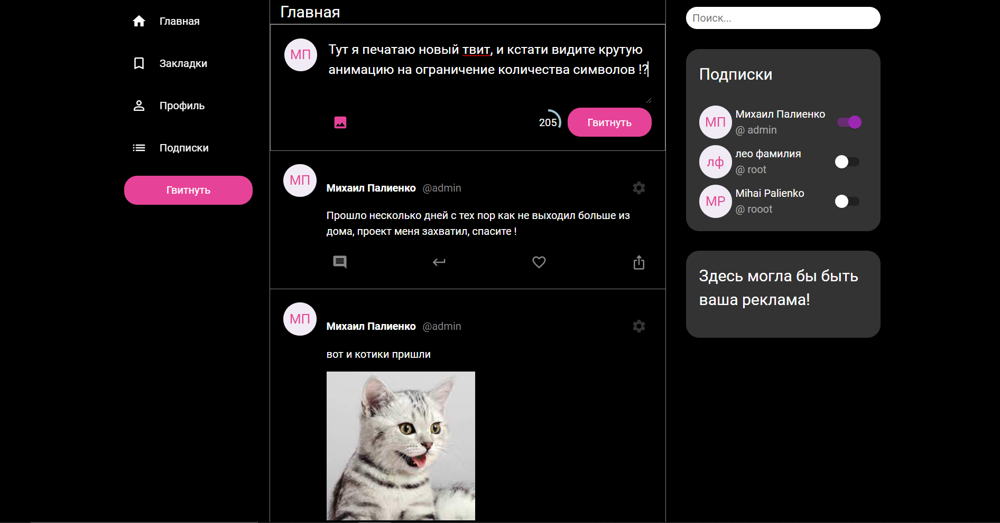 Главная
Закладки
Профиль
Подписки
Гвитнуть
Главная
МП
Тут я печатаю новый твит, и кстати видите крутую
анимацию на ограничение количества символов !?
205
Гвитнуть
МП
Михаил Палиенко @admin
Прошло несколько дней с тех пор как не выходил больше из
дома, проект меня захватил, спасите !
МП
Михаил Палиенко @admin
вот и котики пришли
Поиск...
Подписки
МП
Михаил Палиенко
@ admin
лф
лео фамилия
@ root
MP
Mihai Palienko
@ rooot
Здесь могла бы быть
ваша реклама!